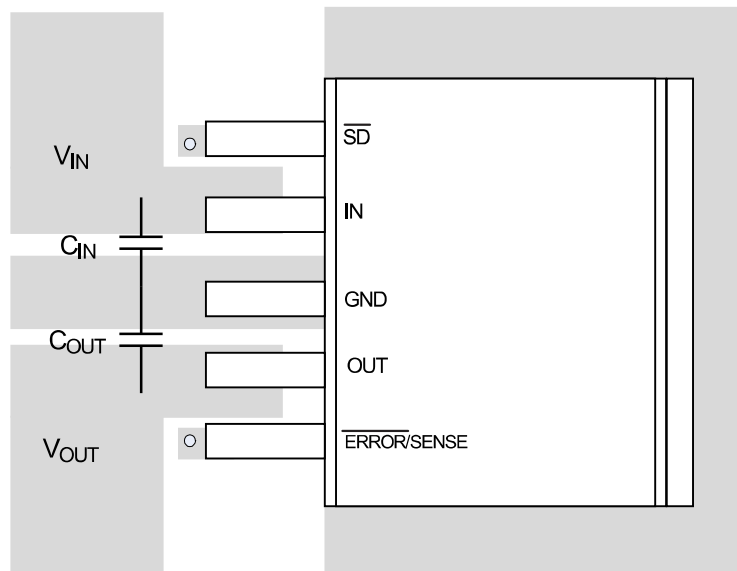 SD
VIN
IN
CIN
GND
COUT
OUT
VOUT
ERROR/SENSE